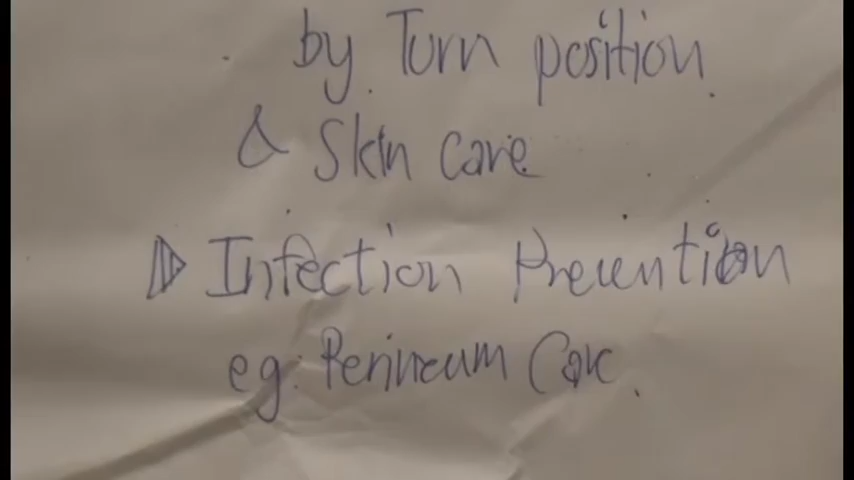 by Turn position
& Skin care
Infection Prevention
eg: Perineum Care.